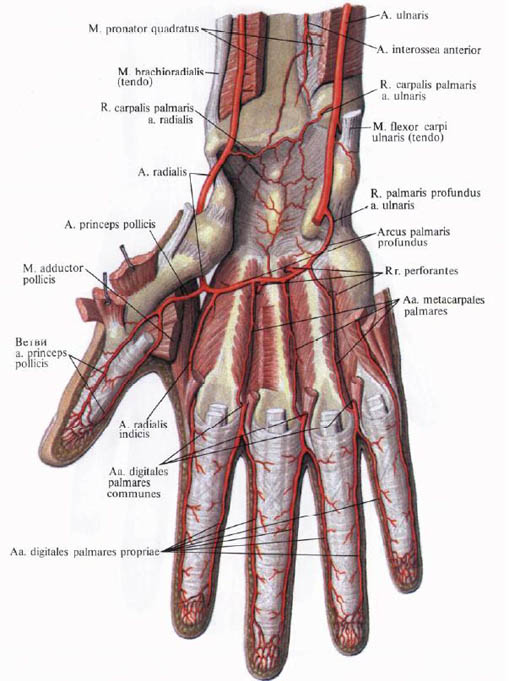 A. ulnaris
M. pronator quadratus
A. interossea anterior
M. brachioradialis
(tendo)
R. carpalis palmaris
a. ulnaris
R. carpalis palmaris
a. radialis
M. flexor carpi
ulnaris (tendo)
A. radialis
R. palmaris profundus
a. ulnaris
A. princeps pollicis
Arcus palmaris
profundus
M. adductor
pollicis
Rr. perforantes
Aa. metacarpales
palmares
Ветви
a. princeps
pollicis
A. radialis
indicis
Aa. digitales
palmares
communes
Aa. digitales palmares propriae